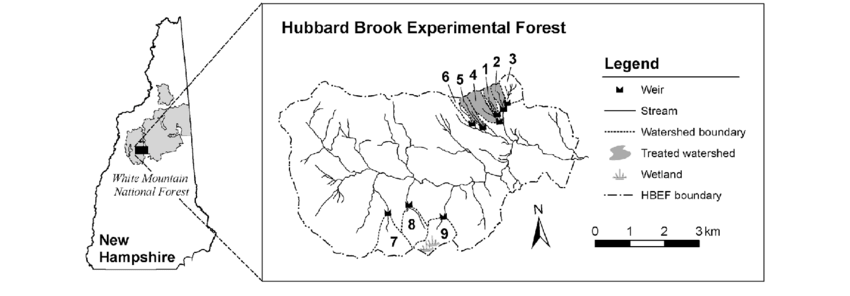 Hubbard Brook Experimental Forest
6 5 4 1 2 3
7
8
9
N
White Mountain
National Forest
New
Hampshire
Legend
Weir
Stream
Watershed boundary
Treated watershed
Wetland
HBEF boundary
0 1 2 3 km